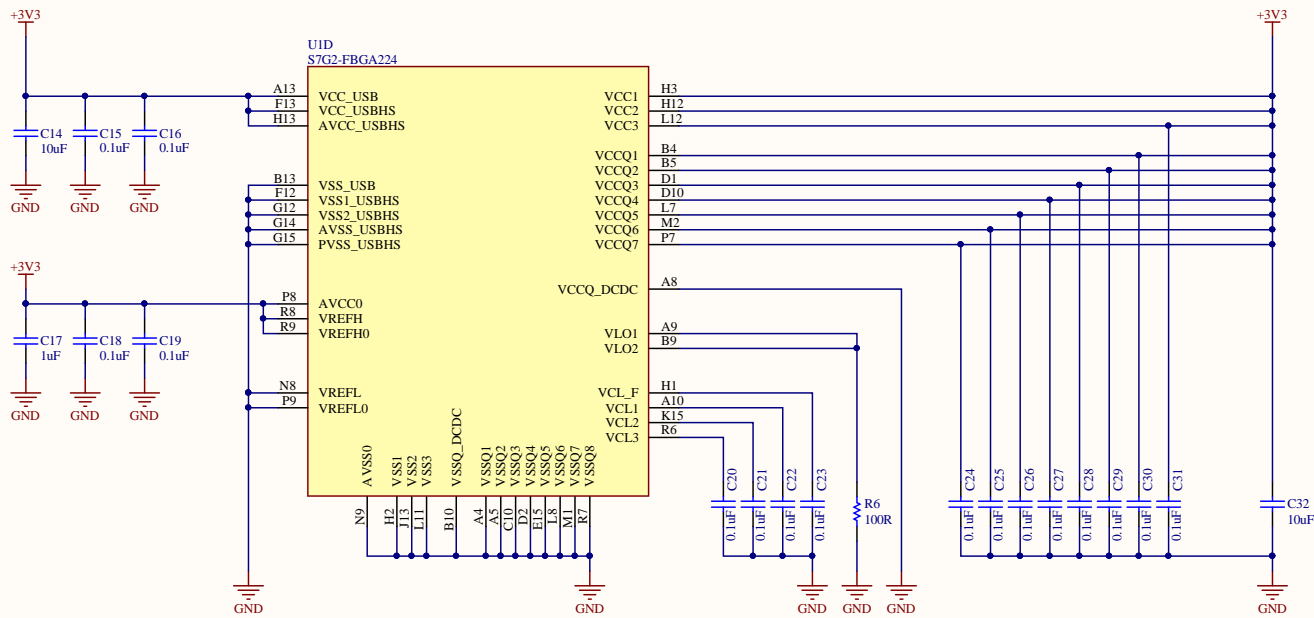 +3V3
+3V3
U1D
S7G2-FBGA224
A13
VCC_USB
F13
VCC_USBHS
H13
AVCC_USBHS
B13
VSS_USB
F12
VSS1_USBHS
G12
VSS2_USBHS
G14
AVSS_USBHS
G15
PVSS_USBHS
C14
10uF
C15
0.1uF
C16
0.1uF
GND
GND
GND
+3V3
P8
AVCC0
R8
VREFH
R9
VREFH0
C17
1uF
C18
0.1uF
C19
0.1uF
GND
GND
GND
N8
VREFL
P9
VREFL0
VCC1
H3
VCC2
H12
VCC3
L12
VCCQ1
B4
VCCQ2
B5
VCCQ3
D1
VCCQ4
D10
VCCQ5
L7
VCCQ6
M2
VCCQ7
P7
VCCQ_DCDC
A8
VLO1
A9
VLO2
B9
VCL_F
H1
VCL1
A10
VCL2
K15
VCL3
R6
AVSS0
VSS1
VSS2
VSS3
VSSQ_DCDC
VSSQ1
VSSQ2
VSSQ3
VSSQ4
VSSQ5
VSSQ6
VSSQ7
VSSQ8
N9
H2
J13
L11
B10
A4
A5
C10
D2
E15
L8
M1
R7
C20
0.1uF
C21
0.1uF
C22
0.1uF
C23
0.1uF
R6
100R
C24
0.1uF
C25
0.1uF
C26
0.1uF
C27
0.1uF
C28
0.1uF
C29
0.1uF
C30
0.1uF
C31
0.1uF
C32
10uF
GND
GND
GND
GND
GND
GND